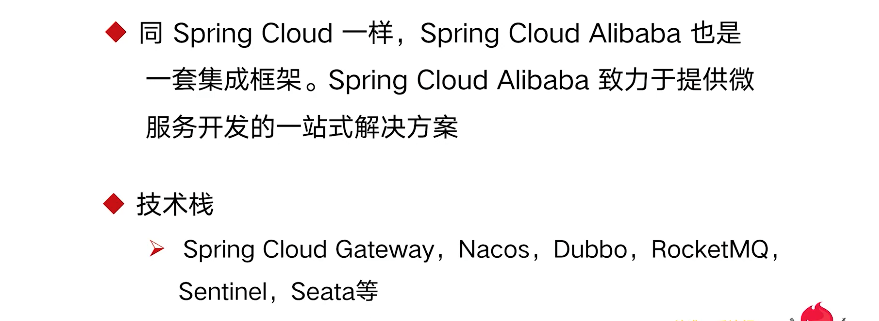 同 Spring Cloud 一样，Spring Cloud Alibaba 也是
一套集成框架。Spring Cloud Alibaba 致力于提供微
服务开发的一站式解决方案
技术栈
Spring Cloud Gateway，Nacos，Dubbo，RocketMQ，
Sentinel，Seata等